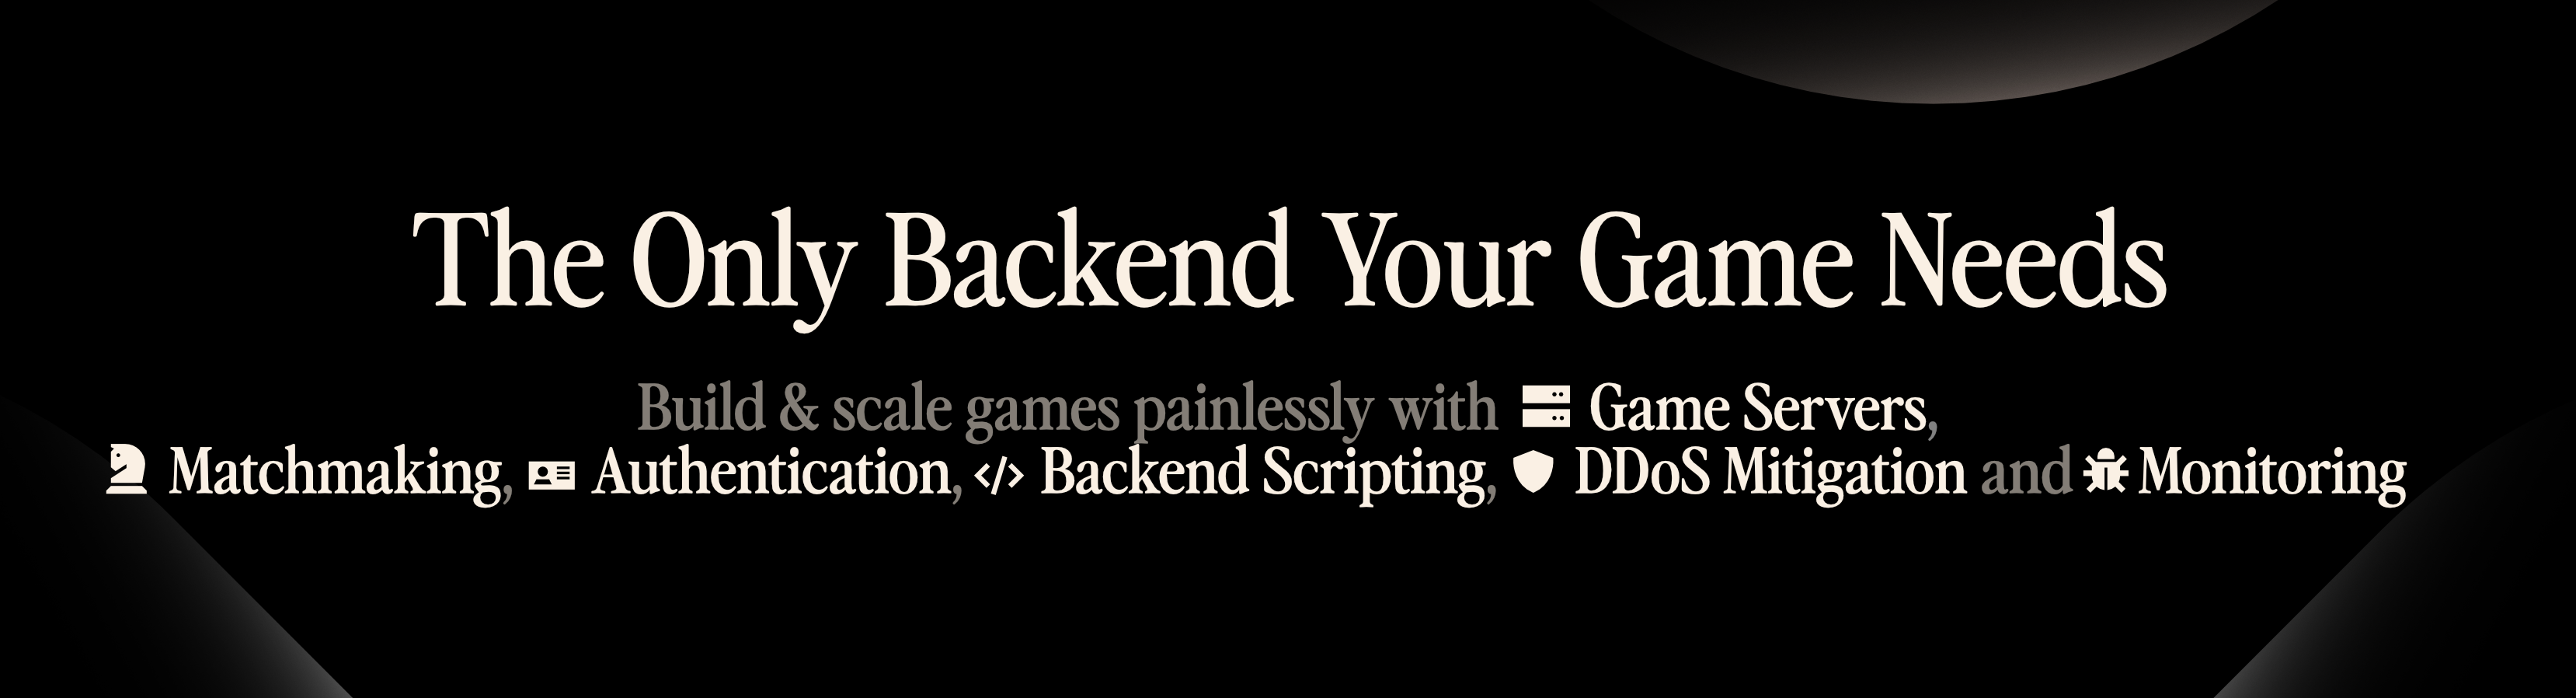 The Only Backend Your Game Needs
Build & scale games painlessly with Game Servers,
Matchmaking, Authentication, Backend Scripting, DDoS Mitigation and Monitoring